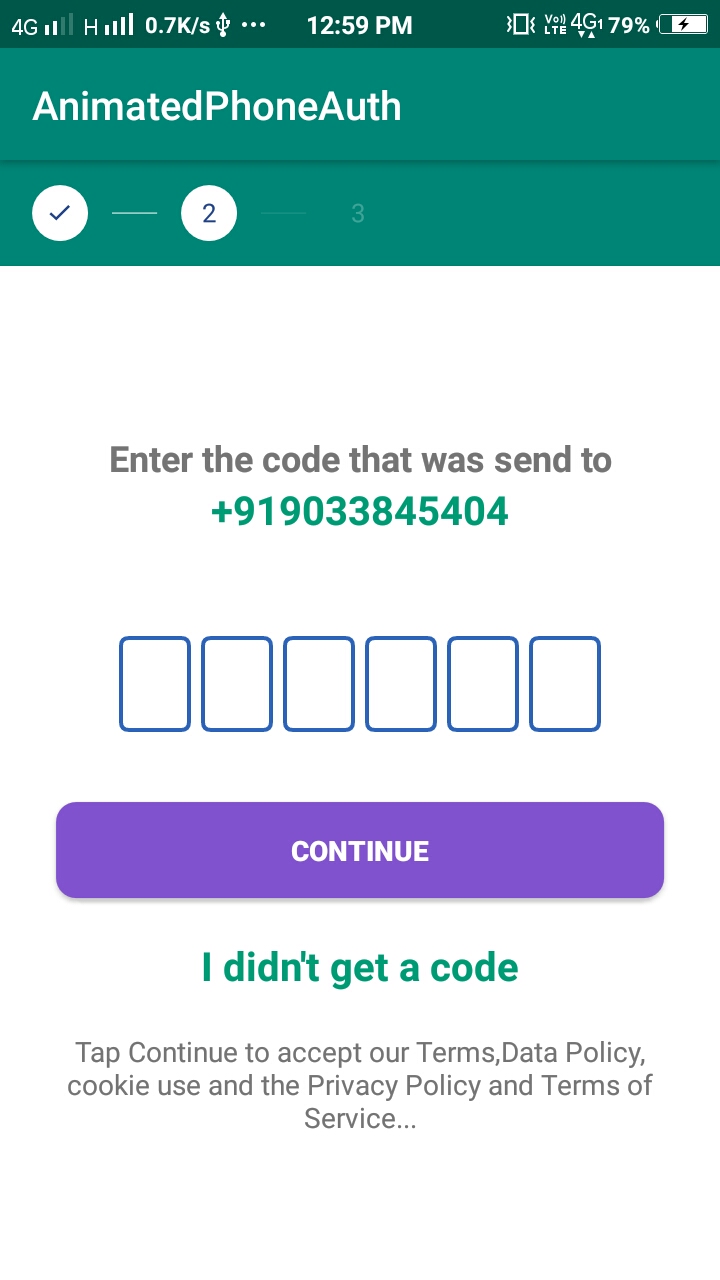 4G H 0.7K/s ... 12:59 PM Vo)) LTE 4G1 79%
AnimatedPhoneAuth
2 3
Enter the code that was send to
+919033845404
CONTINUE
I didn't get a code
Tap Continue to accept our Terms,Data Policy,
cookie use and the Privacy Policy and Terms of
Service...